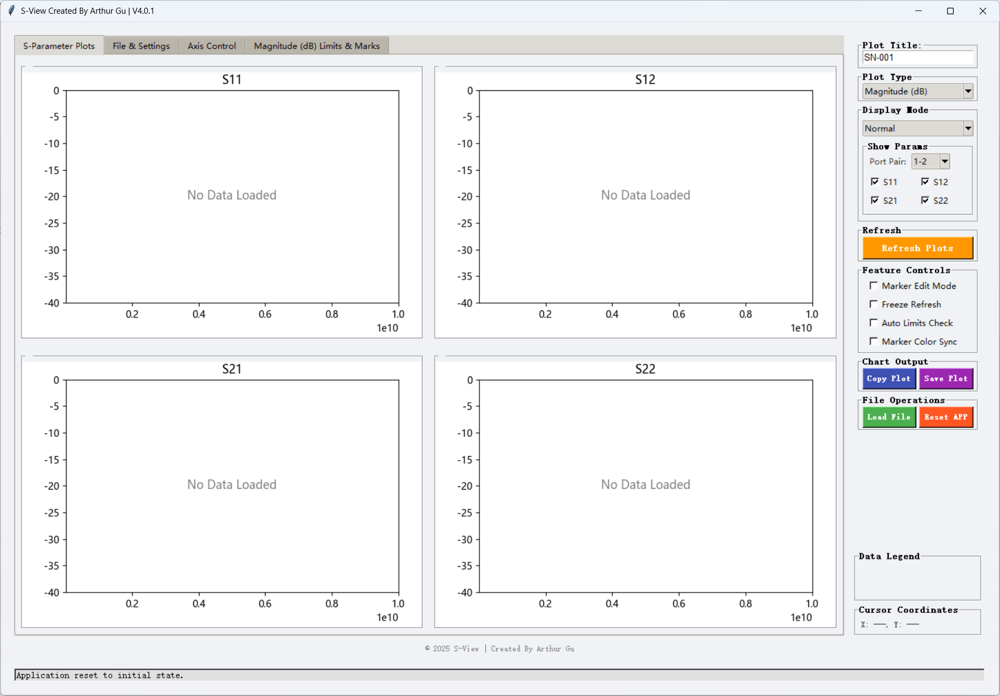 S-View Created By Arthur Gu | V4.0.1
S-Parameter Plots
File & Settings
Axis Control
Magnitude (dB) Limits & Marks
S11
0
-5
-10
-15
-20
-25
-30
-35
-40
No Data Loaded
0.2 0.4 0.6 0.8 1.0
1e10
S12
0
-5
-10
-15
-20
-25
-30
-35
-40
No Data Loaded
0.2 0.4 0.6 0.8 1.0
1e10
S21
0
-5
-10
-15
-20
-25
-30
-35
-40
No Data Loaded
0.2 0.4 0.6 0.8 1.0
1e10
S22
0
-5
-10
-15
-20
-25
-30
-35
-40
No Data Loaded
0.2 0.4 0.6 0.8 1.0
1e10
Plot Title:
SN-001
Plot Type
Magnitude (dB)
Display Mode
Normal
Show Params
Port Pair: 1-2
S11 S12
S21 S22
Refresh
Refresh Plots
Feature Controls
Marker Edit Mode
Freeze Refresh
Auto Limits Check
Marker Color Sync
Chart Output
Copy Plot Save Plot
File Operations
Load File Reset APP
Data Legend
Cursor Coordinates
X: ——, Y: ——
© 2025 S-View | Created By Arthur Gu
Application reset to initial state.